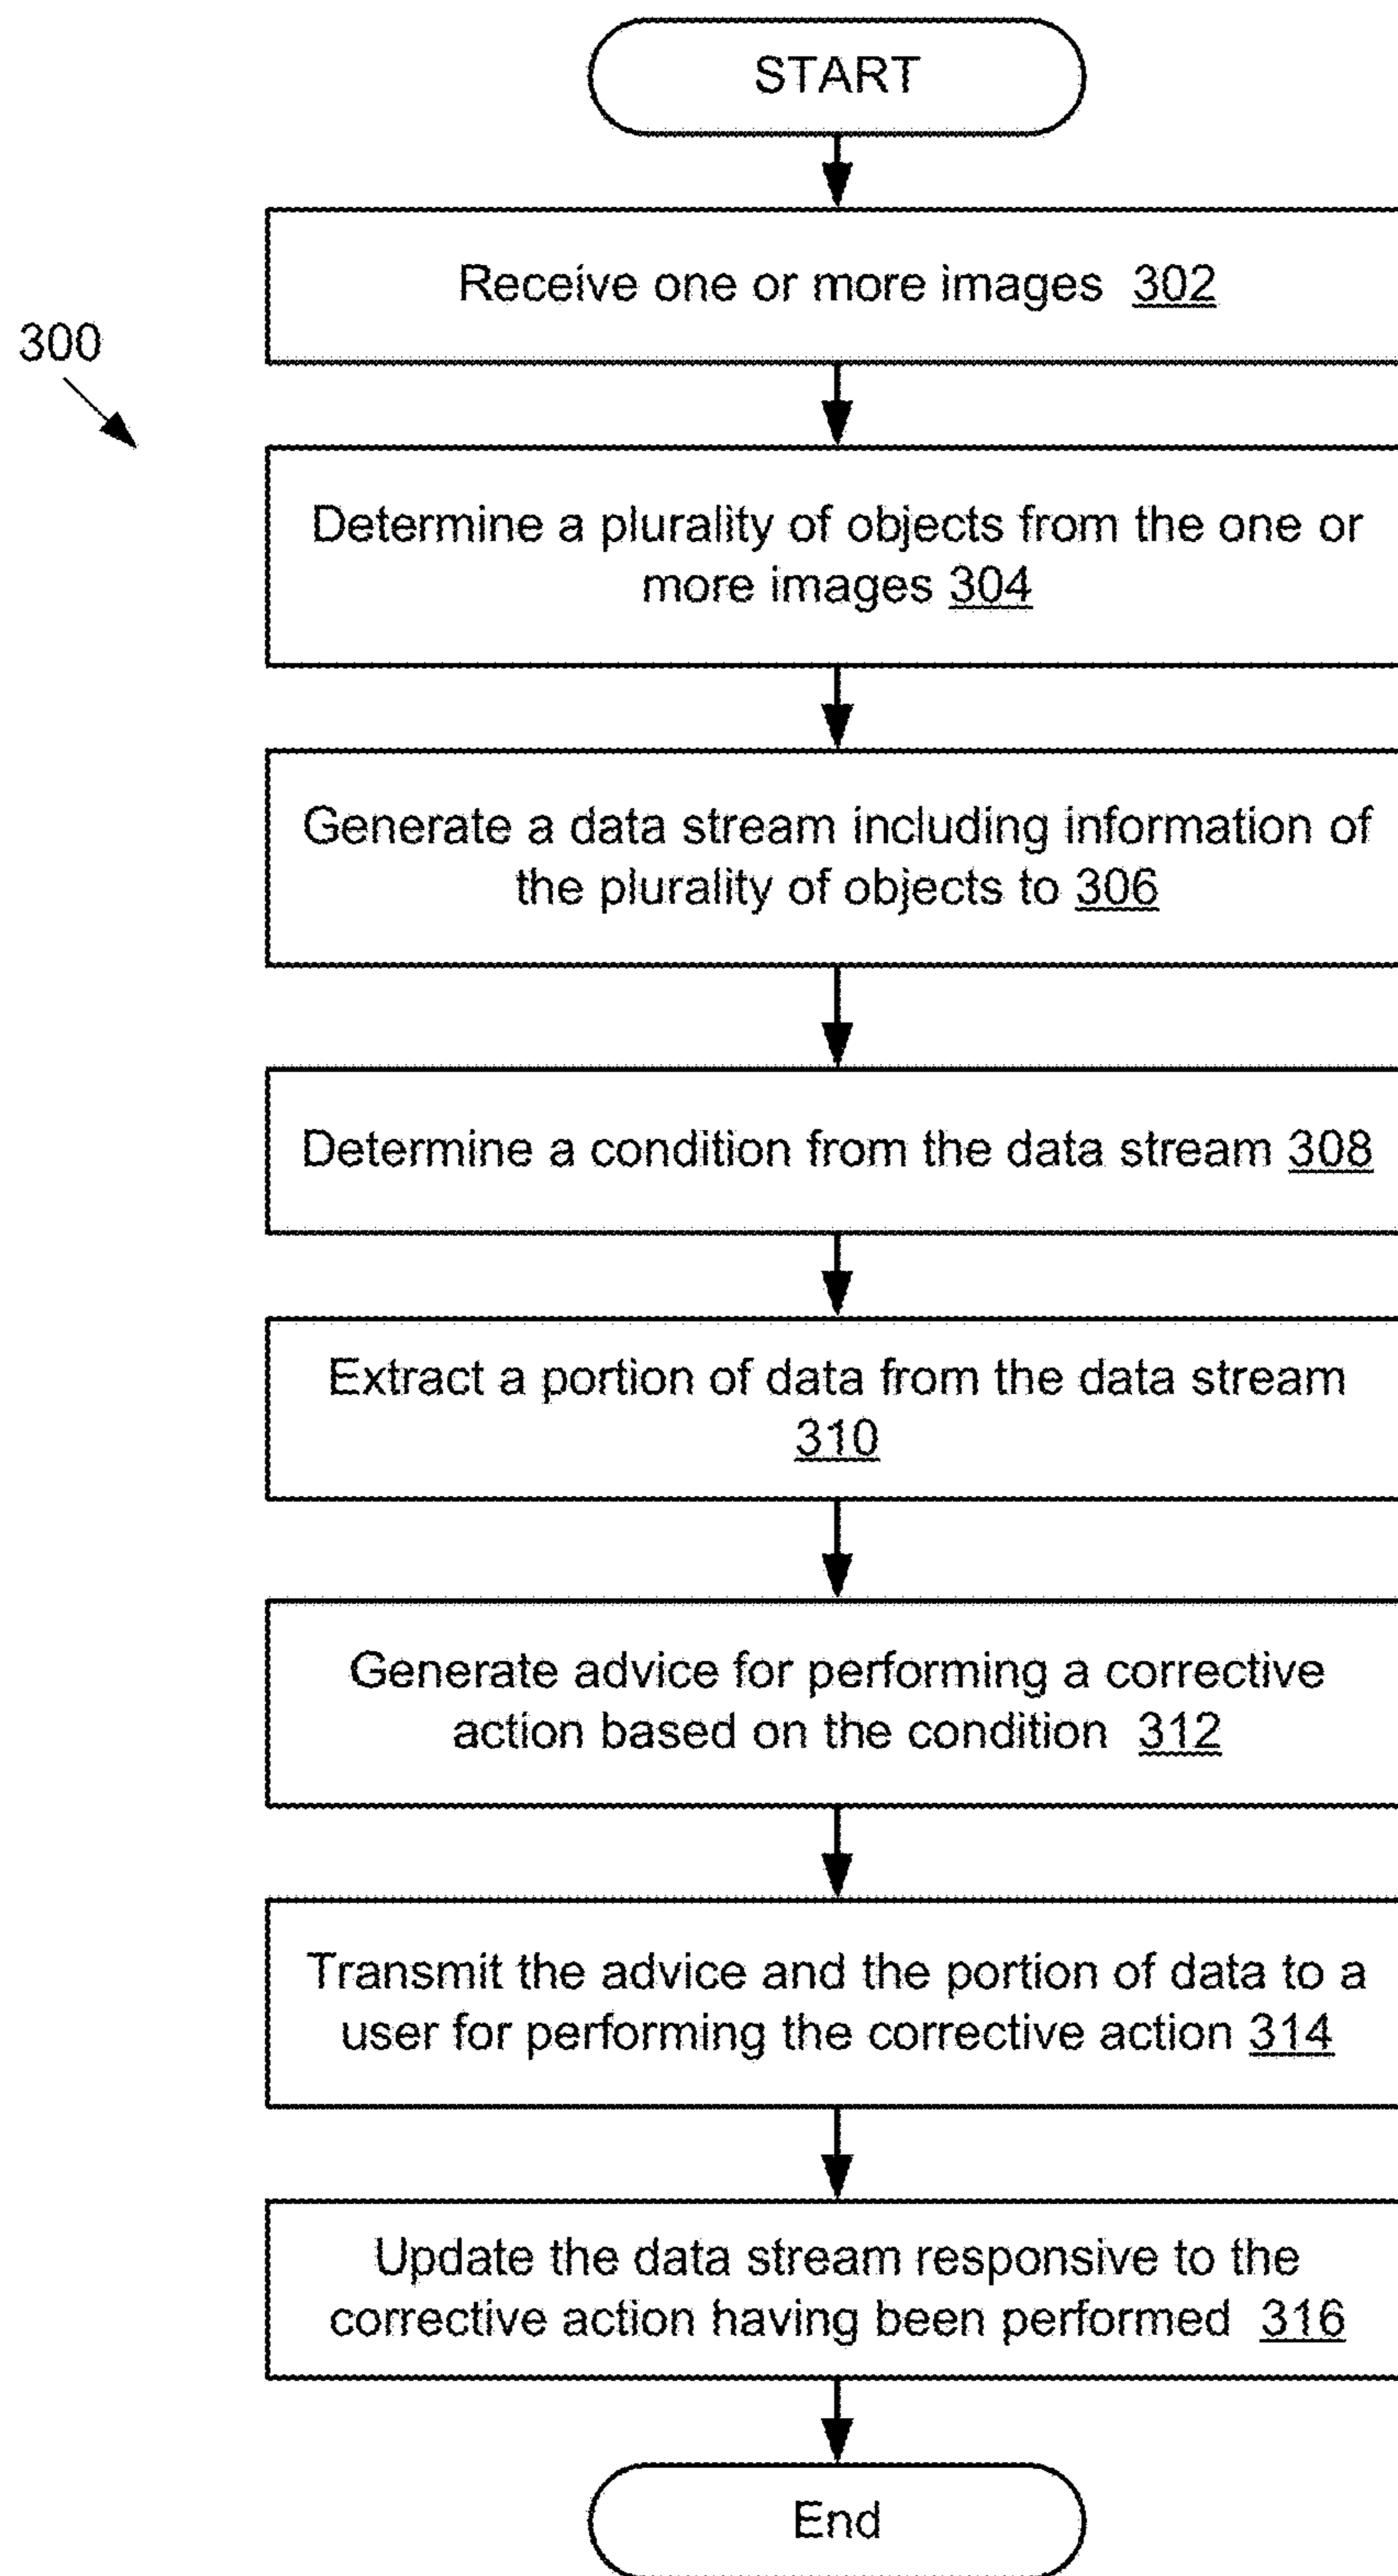 START
Receive one or more images 302
300
Determine a plurality of objects from the one or
more images 304
Generate a data stream including information of
the plurality of objects to 306
Determine a condition from the data stream 308
Extract a portion of data from the data stream
310
Generate advice for performing a corrective
action based on the condition 312
Transmit the advice and the portion of data to a
user for performing the corrective action 314
Update the data stream responsive to the
corrective action having been performed 316
End